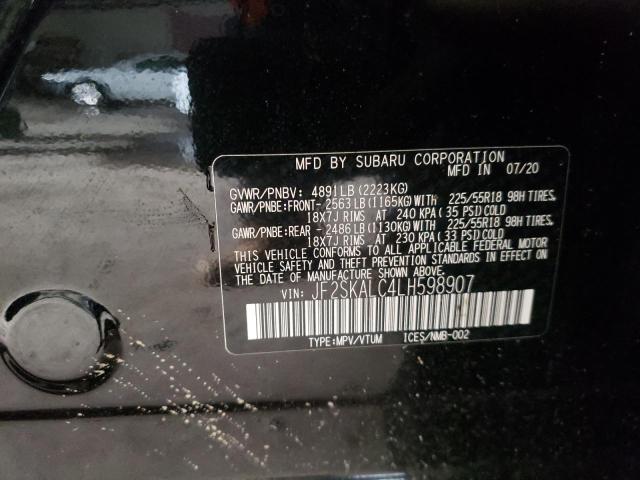 MFD BY SUBARU CORPORATION
MFD IN 07/20
GVWR/PNBV: 4891LB(2223KG)
GAWR/PNBE:FRONT-2563LB(1165KG)WITH 225/55R18 98H TIRES,
18X7J RIMS AT 240 KPA(35 PSI)COLD
GAWR/PNBE:REAR -2486LB(1130KG)WITH 225/55R18 98H TIRES,
18X7J RIMS AT 230 KPA(33 PSI)COLD
THIS VEHICLE CONFORMS TO ALL APPLICABLE FEDERAL MOTOR
VEHICLE SAFETY AND THEFT PREVENTION STANDARDS IN EFFECT ON
THE DATE OF MANUFACTURE SHOWN ABOVE.
VIN: JF2SKALC4LH598907
TYPE:MPV/VTUM ICES/NMB-002